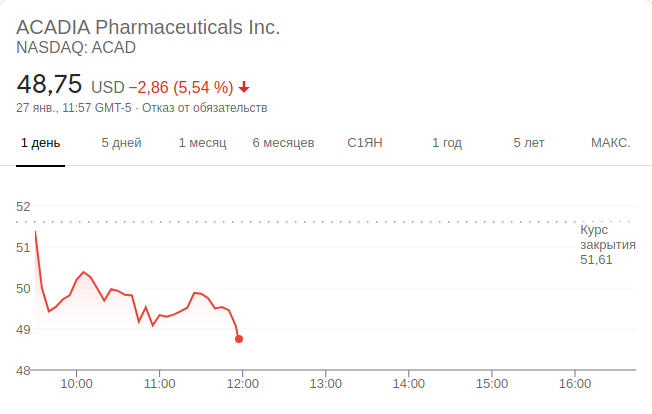 ACADIA Pharmaceuticals Inc.
NASDAQ: ACAD
48,75 USD −2,86 (5,54 %)
27 янв., 11:57 GMT-5 · Отказ от обязательств
1 день 5 дней 1 месяц 6 месяцев С1ЯН 1 год 5 лет МАКС.
52
Курс
закрытия
51,61
51
50
49
48
10:00 11:00 12:00 13:00 14:00 15:00 16:00